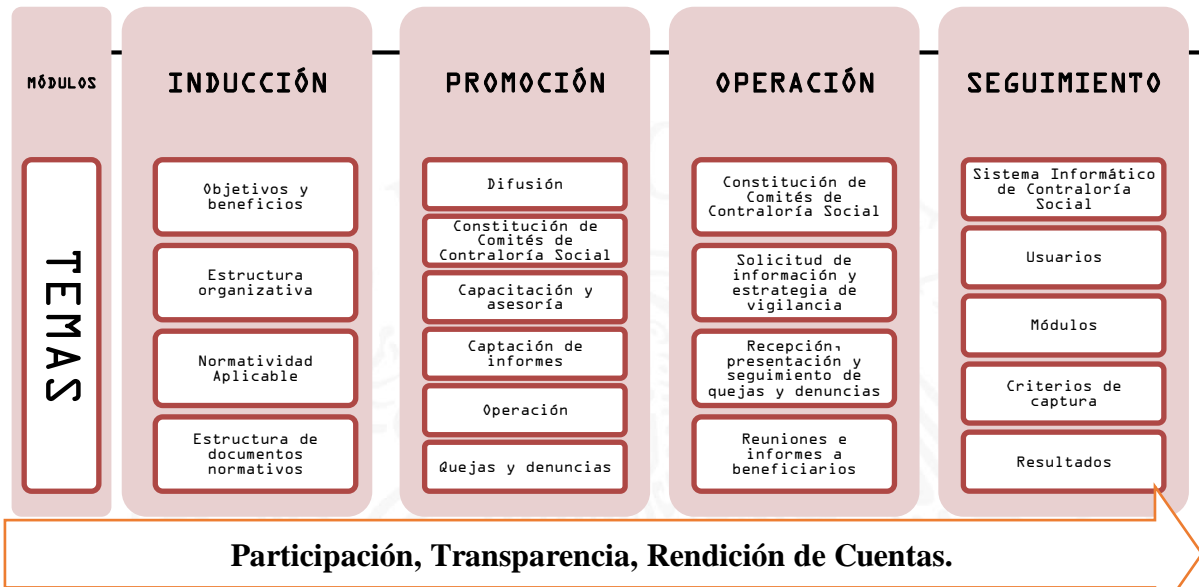 MÓDULOS
INDUCCIÓN
PROMOCIÓN
OPERACIÓN
SEGUIMIENTO
TEMAS
Objetivos y
beneficios
Estructura
organizativa
Normatividad
Aplicable
Estructura de
documentos
normativos
Difusión
Constitución de
Comités de
Contraloría Social
Capacitación y
asesoría
Captación de
informes
Operación
Quejas y denuncias
Constitución de
Comités de
Contraloría Social
Solicitud de
información y
estrategia de
vigilancia
Recepción,
presentación y
seguimiento de
quejas y denuncias
Reuniones e
informes a
beneficiarios
Sistema Informático
de Contraloría
Social
Usuarios
Módulos
Criterios de
captura
Resultados
Participación, Transparencia, Rendición de Cuentas.